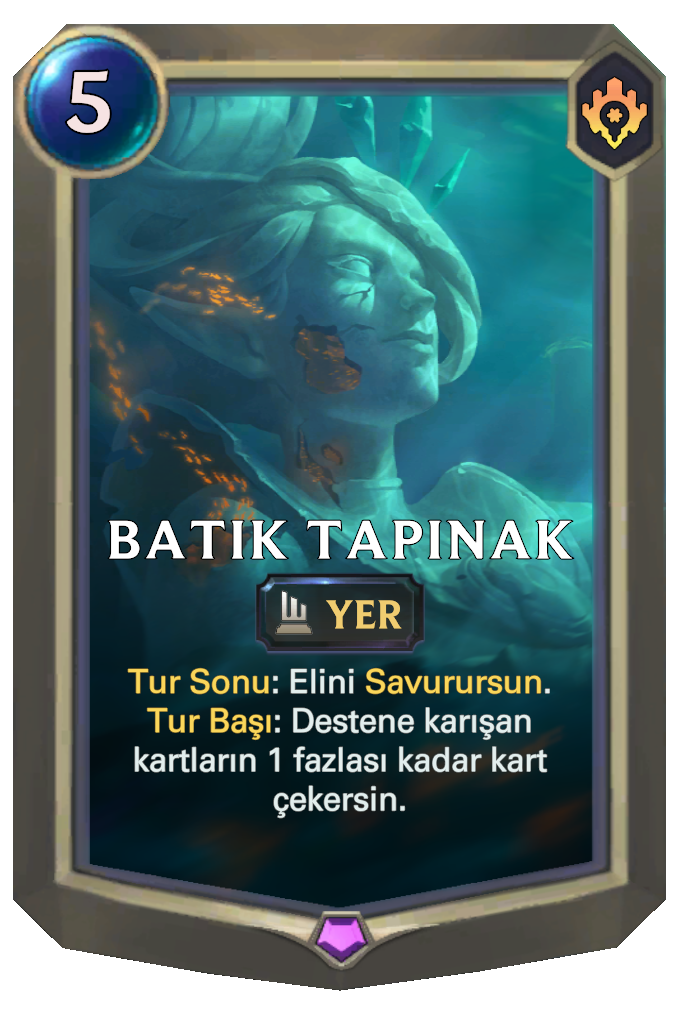 5
BATIK TAPINAK
YER
Tur Sonu: Elini Savurursun.
Tur Başı: Destene karışan
kartların 1 fazlası kadar kart
çekersin.